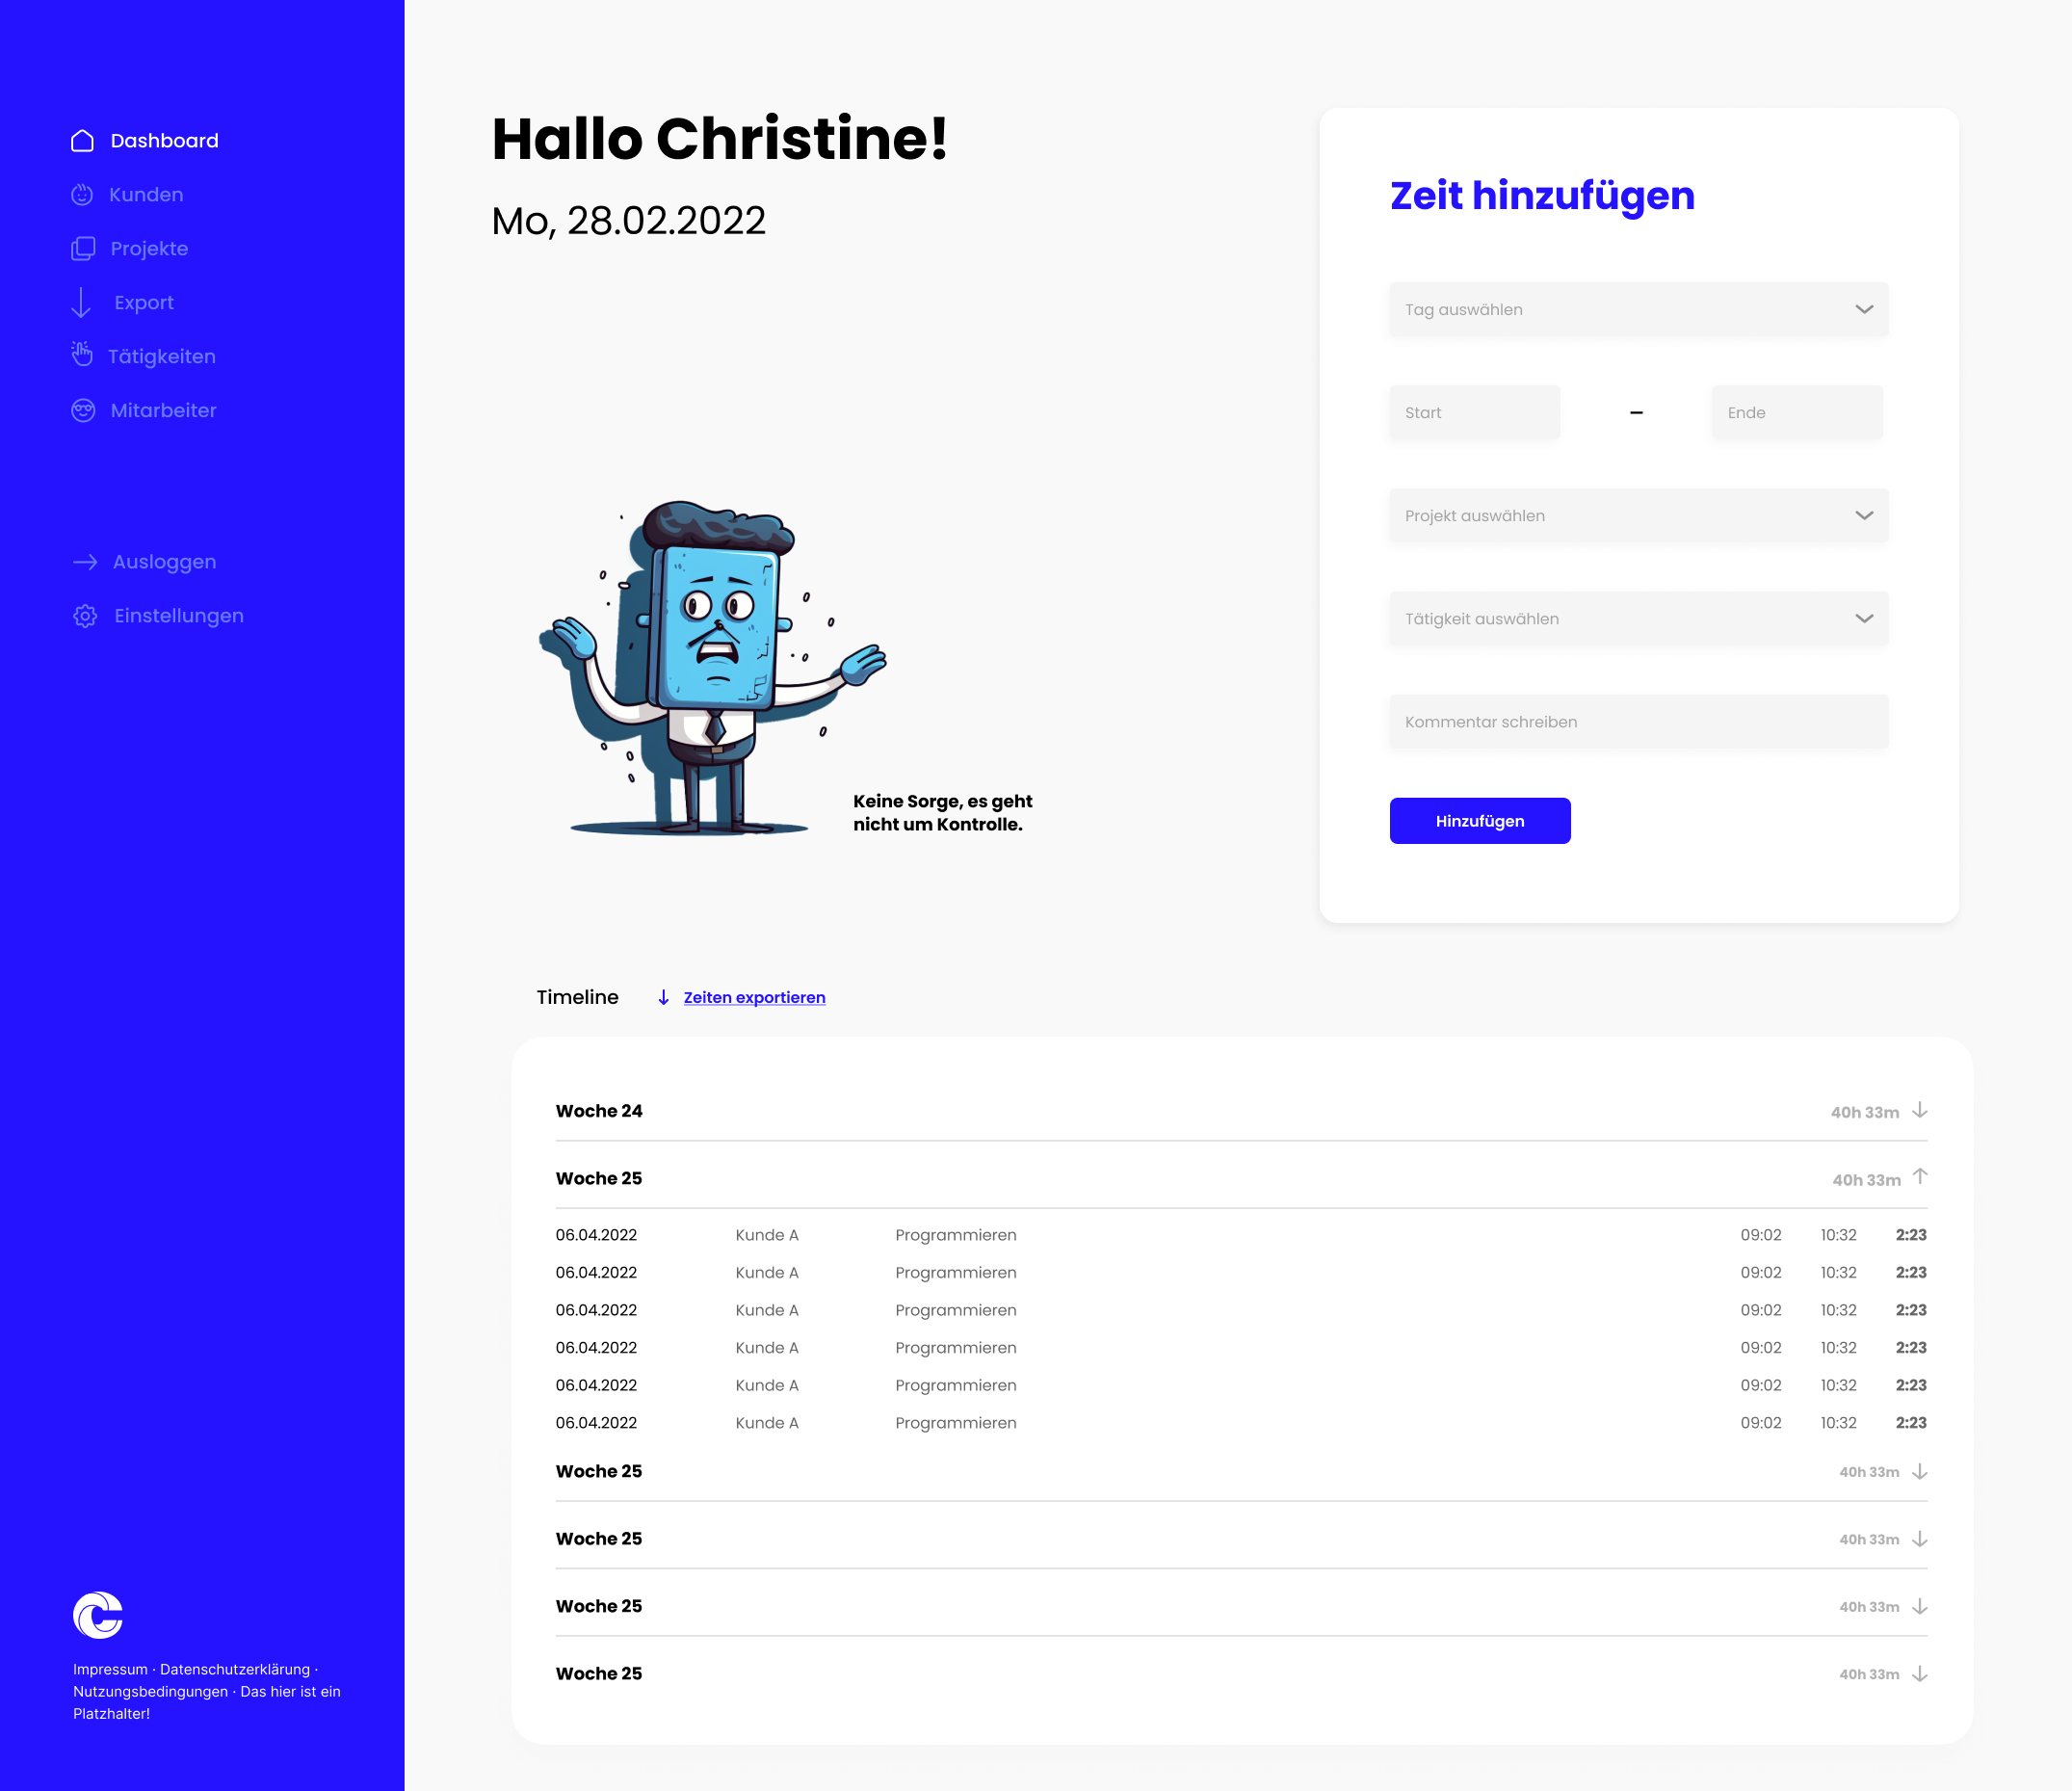 Dashboard
Kunden
Projekte
Export
Tätigkeiten
Mitarbeiter
Ausloggen
Einstellungen
Impressum · Datenschutzerklärung ·
Nutzungsbedingungen · Das hier ist ein
Platzhalter!
Hallo Christine!
Mo, 28.02.2022
Keine Sorge, es geht
nicht um Kontrolle.
Zeit hinzufügen
Tag auswählen
Start – Ende
Projekt auswählen
Tätigkeit auswählen
Kommentar schreiben
Hinzufügen
Timeline Zeiten exportieren
Woche 24 40h 33m
Woche 25 40h 33m
06.04.2022 Kunde A Programmieren 09:02 10:32 2:23
06.04.2022 Kunde A Programmieren 09:02 10:32 2:23
06.04.2022 Kunde A Programmieren 09:02 10:32 2:23
06.04.2022 Kunde A Programmieren 09:02 10:32 2:23
06.04.2022 Kunde A Programmieren 09:02 10:32 2:23
06.04.2022 Kunde A Programmieren 09:02 10:32 2:23
Woche 25 40h 33m
Woche 25 40h 33m
Woche 25 40h 33m
Woche 25 40h 33m